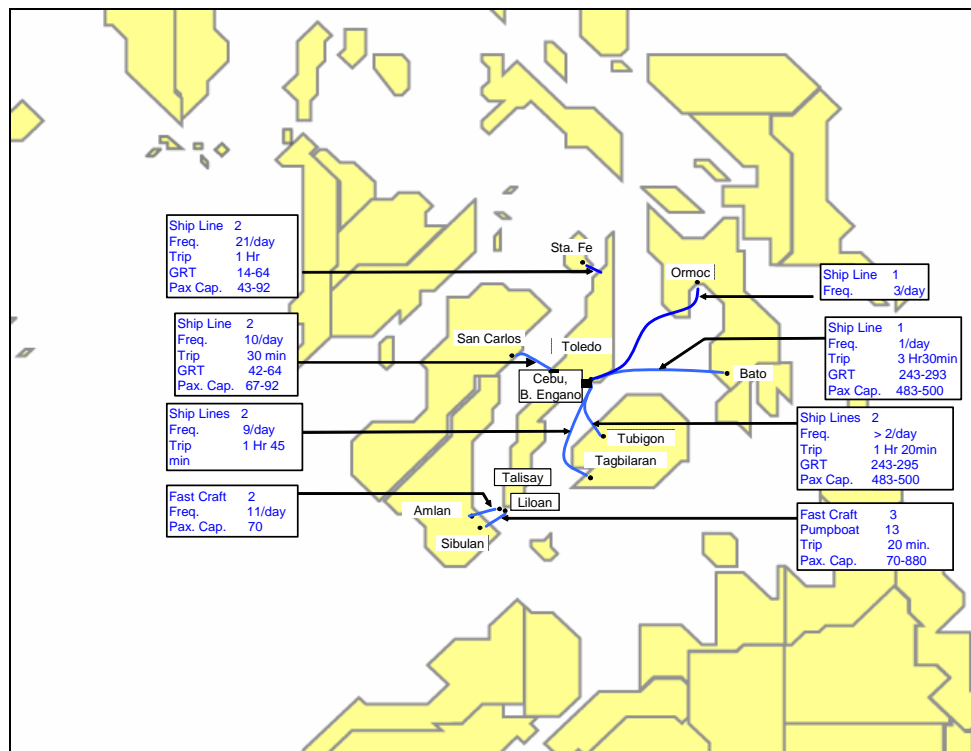 Ship Line 2
Freq. 21/day
Trip 1 Hr
GRT 14-64
Pax Cap. 43-92
Sta. Fe
Ormoc
Ship Line 1
Freq. 3/day
Ship Line 2
Freq. 10/day
Trip 30 min
GRT 42-64
Pax. Cap. 67-92
San Carlos
Toledo
Cebu,
B. Engano
Bato
Ship Line 1
Freq. 1/day
Trip 3 Hr30min
GRT 243-293
Pax Cap. 483-500
Ship Lines 2
Freq. 9/day
Trip 1 Hr 45
min
Tubigon
Tagbilaran
Ship Lines 2
Freq. > 2/day
Trip 1 Hr 20min
GRT 243-295
Pax Cap. 483-500
Talisay
Liloan
Amlan
Sibulan
Fast Craft 2
Freq. 11/day
Pax. Cap. 70
Fast Craft 3
Pumpboat 13
Trip 20 min.
Pax. Cap. 70-880